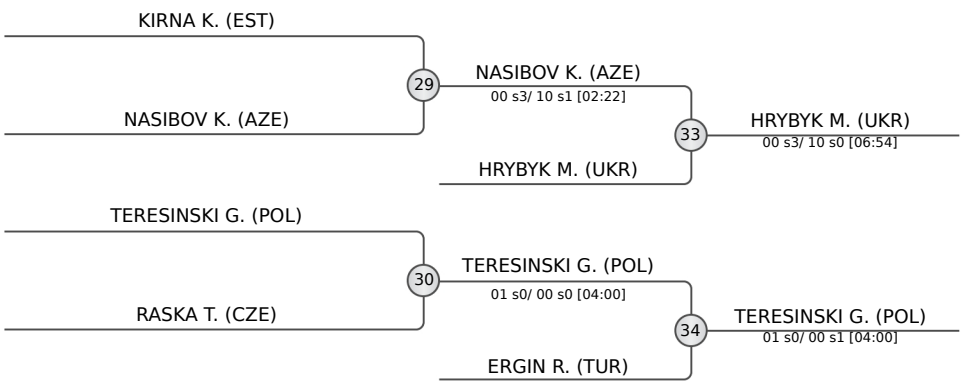 KIRNA K. (EST)
29
NASIBOV K. (AZE)
00 s3/ 10 s1 [02:22]
NASIBOV K. (AZE)
33
HRYBYK M. (UKR)
00 s3/ 10 s0 [06:54]
HRYBYK M. (UKR)
TERESINSKI G. (POL)
30
TERESINSKI G. (POL)
01 s0/ 00 s0 [04:00]
RASKA T. (CZE)
34
TERESINSKI G. (POL)
01 s0/ 00 s1 [04:00]
ERGIN R. (TUR)